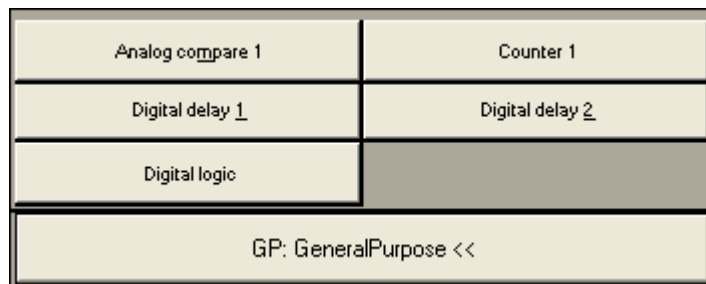 Analog compare 1
Counter 1
Digital delay 1
Digital delay 2
Digital logic
GP: GeneralPurpose <<